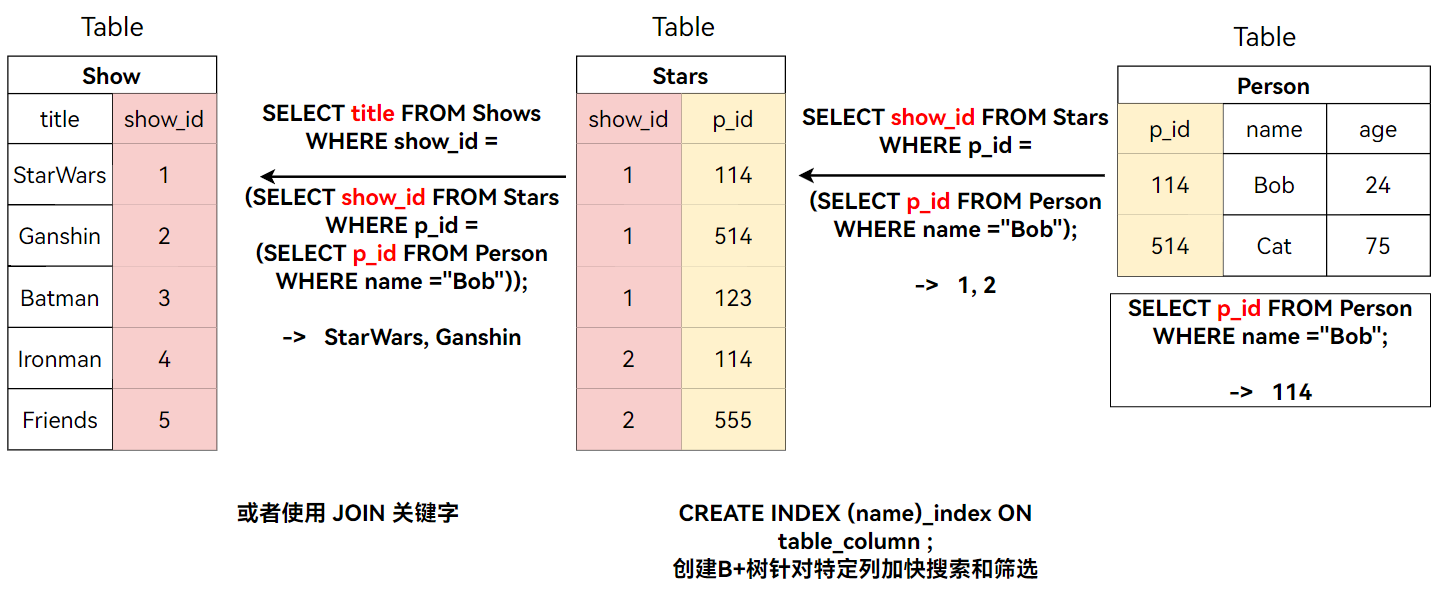 Table
Show
title show_id
StarWars 1
Ganshin 2
Batman 3
Ironman 4
Friends 5
SELECT title FROM Shows
WHERE show_id =
(SELECT show_id FROM Stars
WHERE p_id =
(SELECT p_id FROM Person
WHERE name ="Bob"));
-> StarWars, Ganshin
Table
Stars
show_id p_id
1 114
1 514
1 123
2 114
2 555
SELECT show_id FROM Stars
WHERE p_id =
(SELECT p_id FROM Person
WHERE name ="Bob");
-> 1, 2
Table
Person
p_id name age
114 Bob 24
514 Cat 75
SELECT p_id FROM Person
WHERE name ="Bob";
-> 114
或者使用 JOIN 关键字
CREATE INDEX (name)_index ON
table_column ;
创建B+树针对特定列加快搜索和筛选